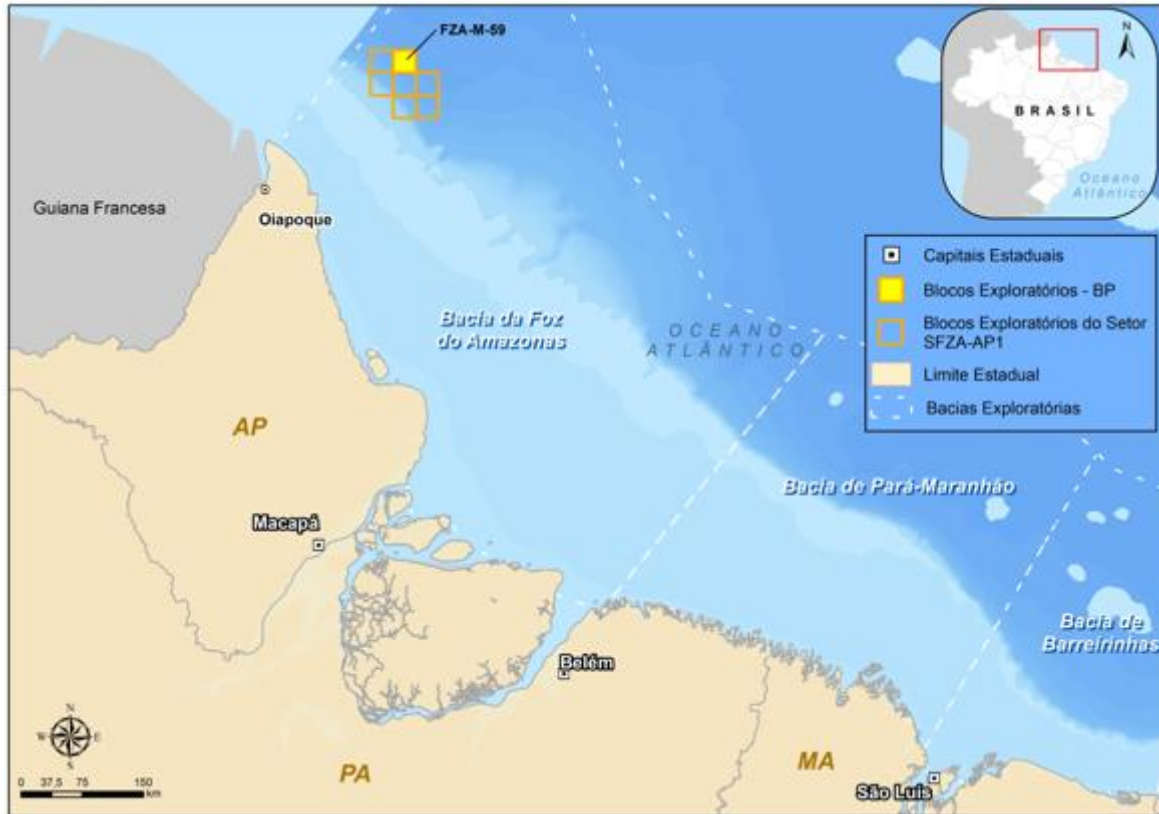 FZA-M-59
N
BRASIL
Oceano
Atlântico
Guiana Francesa
Oiapoque
Capitais Estaduais
Blocos Exploratórios - BP
Blocos Exploratórios do Setor
SFZA-AP1
Limite Estadual
Bacias Exploratórias
Bacia da Foz
do Amazonas
OCEANO
ATLÂNTICO
AP
Bacia de Pará-Maranhão
Macapá
Bacia de
Barreirinhas
Belém
N
W E
S
PA
MA
São Luís
0 37,5 75 150
km